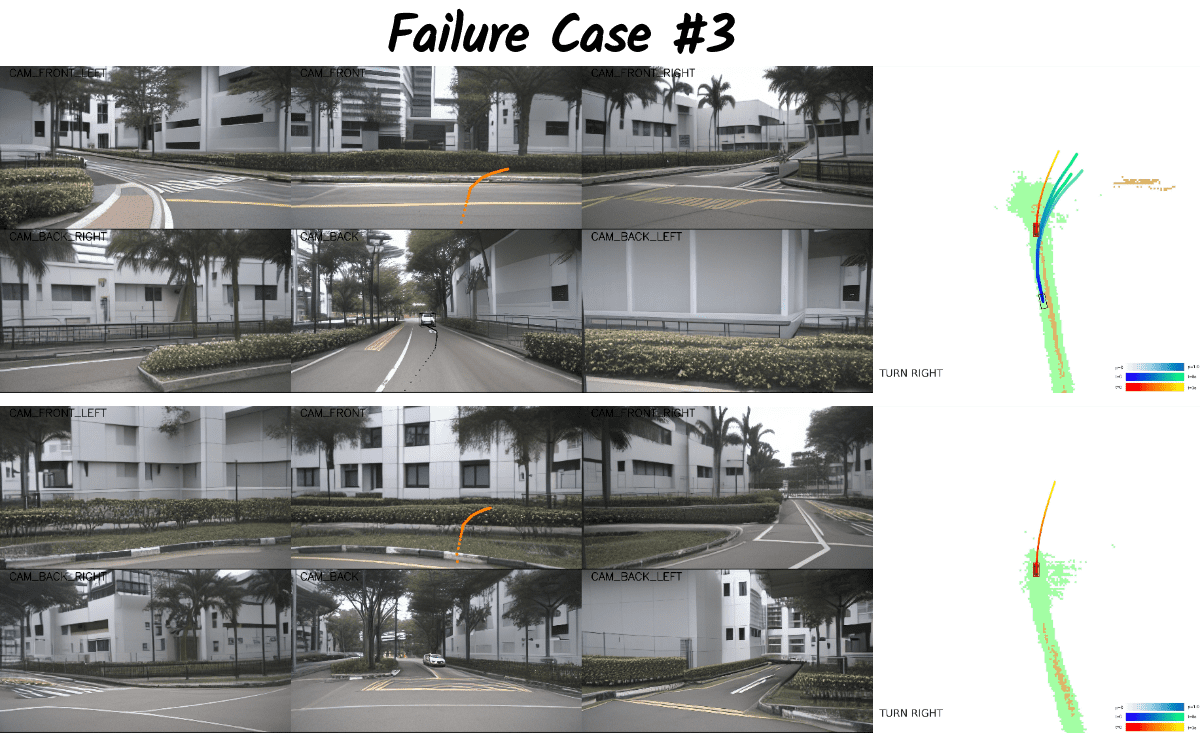 Failure Case #3
CAM_FRONT_LEFT
CAM_FRONT
CAM_FRONT_RIGHT
CAM_BACK_RIGHT
CAM_BACK
CAM_BACK_LEFT
TURN RIGHT
CAM_FRONT_LEFT
CAM_FRONT
CAM_FRONT_RIGHT
CAM_BACK_RIGHT
CAM_BACK
CAM_BACK_LEFT
TURN RIGHT